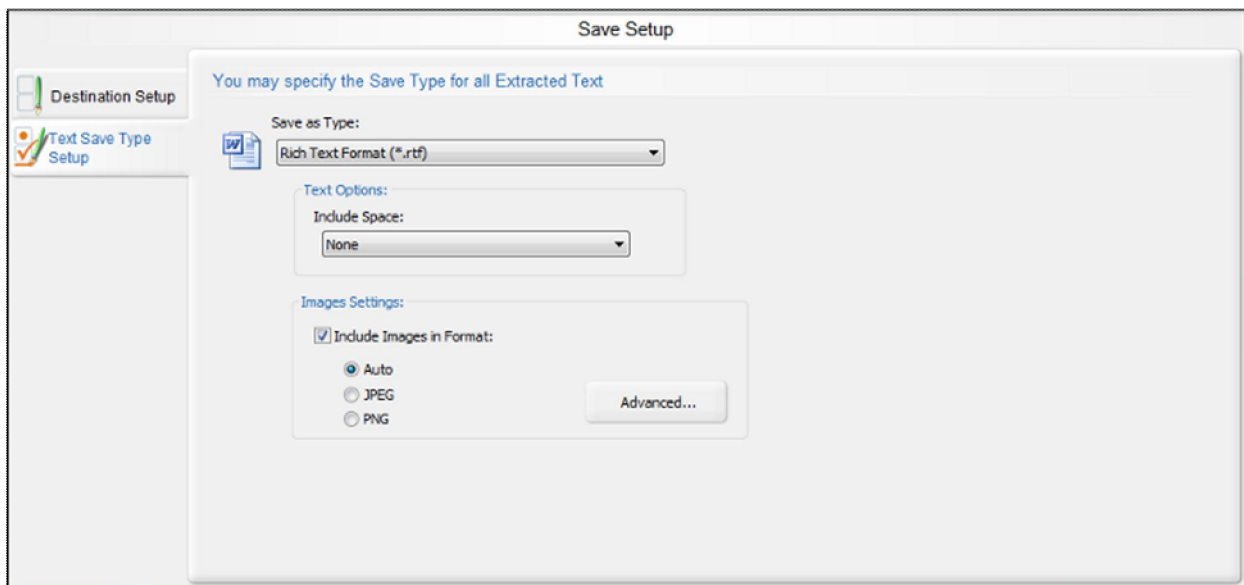 Save Setup
Destination Setup
Text Save Type
Setup
You may specify the Save Type for all Extracted Text
Save as Type:
Rich Text Format (*.rtf)
Text Options:
Include Space:
None
Images Settings:
Include Images in Format:
Auto
JPEG
PNG
Advanced...